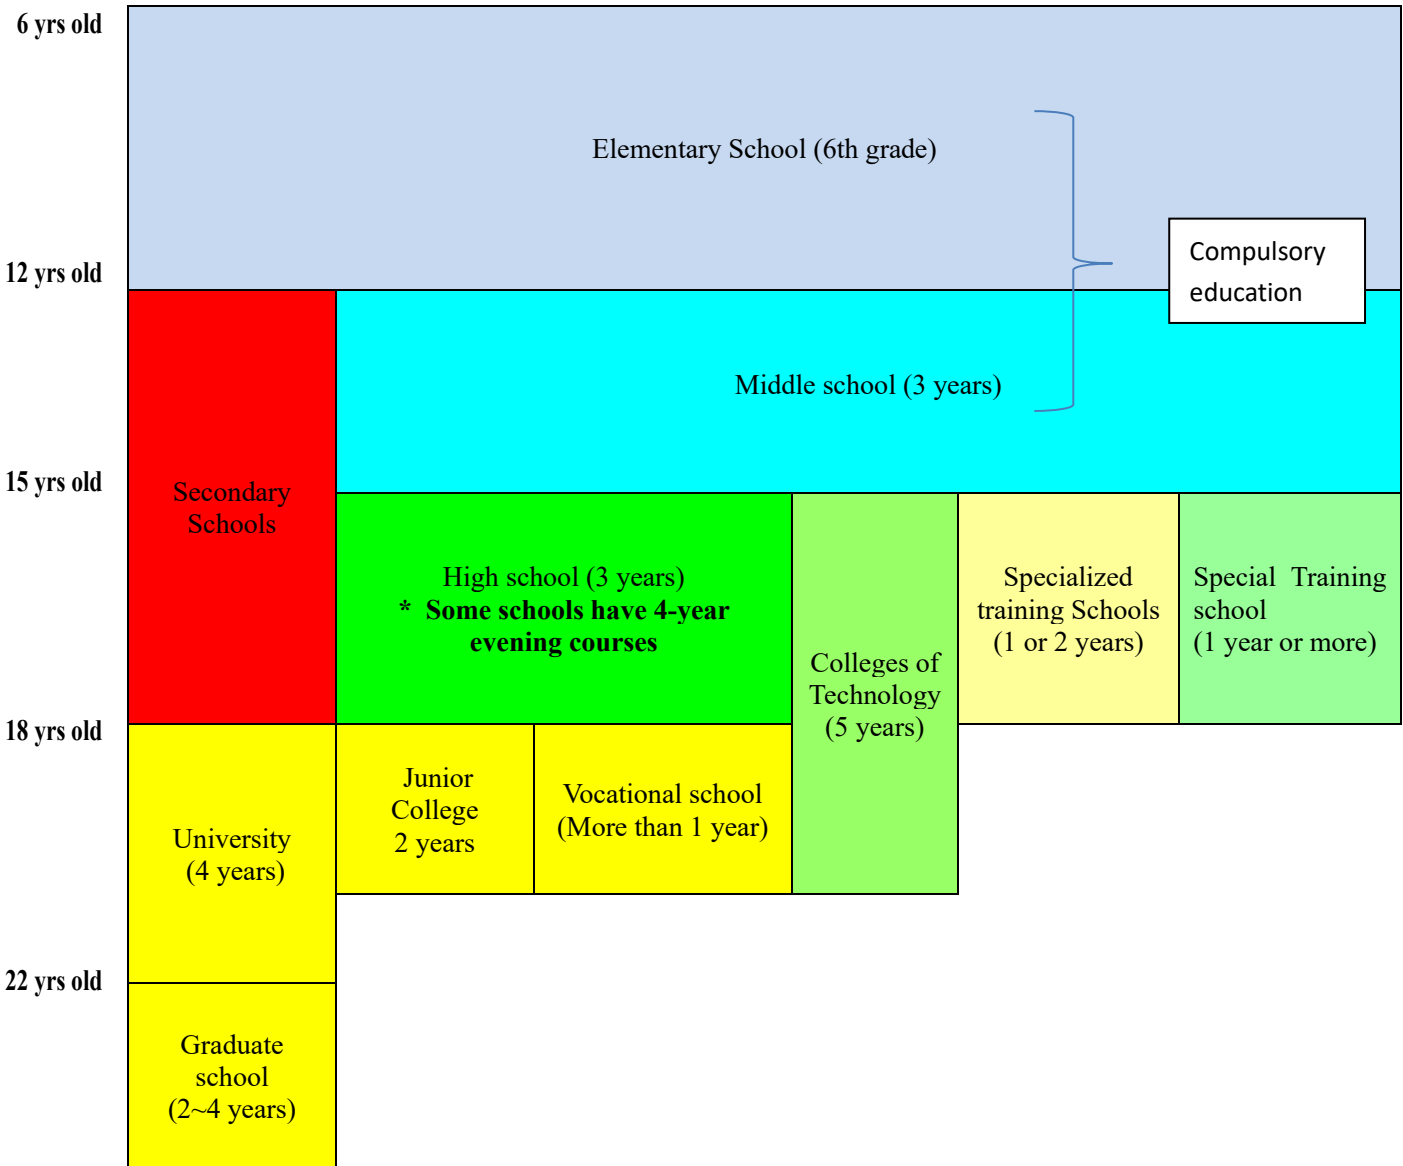 6 yrs old
Elementary School (6th grade)
Compulsory
education
12 yrs old
Middle school (3 years)
15 yrs old
Secondary
Schools
High school (3 years)
* Some schools have 4-year
evening courses
Colleges of
Technology
(5 years)
Specialized
training Schools
(1 or 2 years)
Special Training
school
(1 year or more)
18 yrs old
University
(4 years)
Junior
College
2 years
Vocational school
(More than 1 year)
22 yrs old
Graduate
school
(2~4 years)